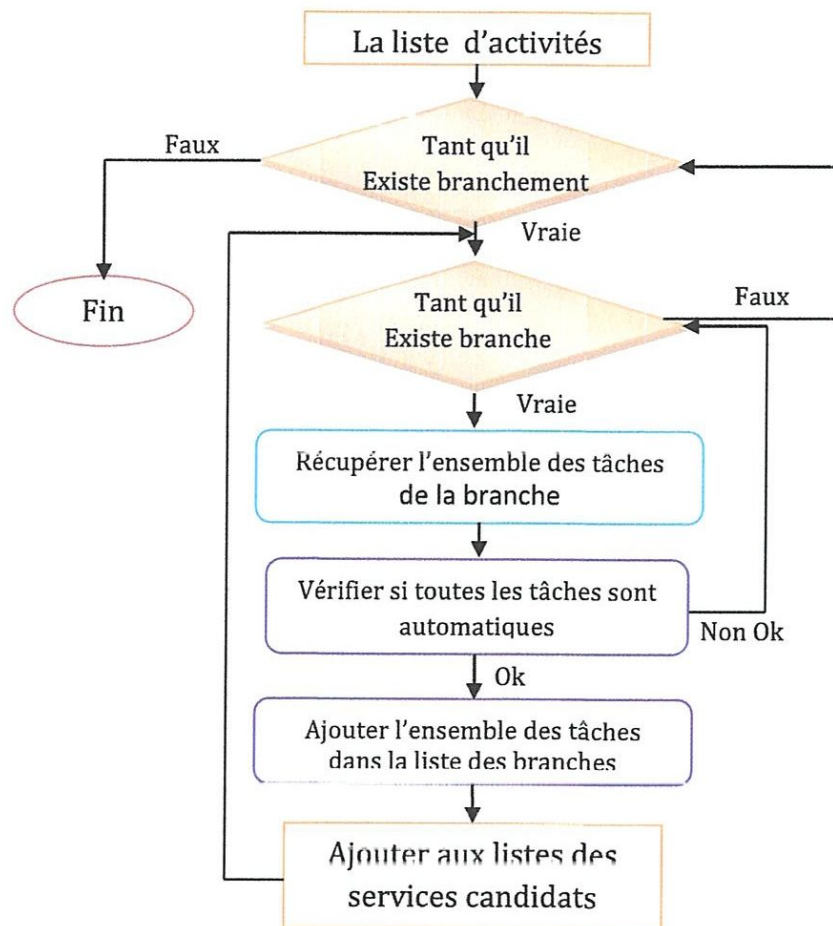 La liste d'activités
Faux
Tant qu'il
Existe branchement
Vraie
Fin
Tant qu'il
Existe branche
Faux
Vraie
Récupérer l'ensemble des tâches
de la branche
Vérifier si toutes les tâches sont
automatiques
Non Ok
Ok
Ajouter l'ensemble des tâches
dans la liste des branches
Ajouter aux listes des
services candidats